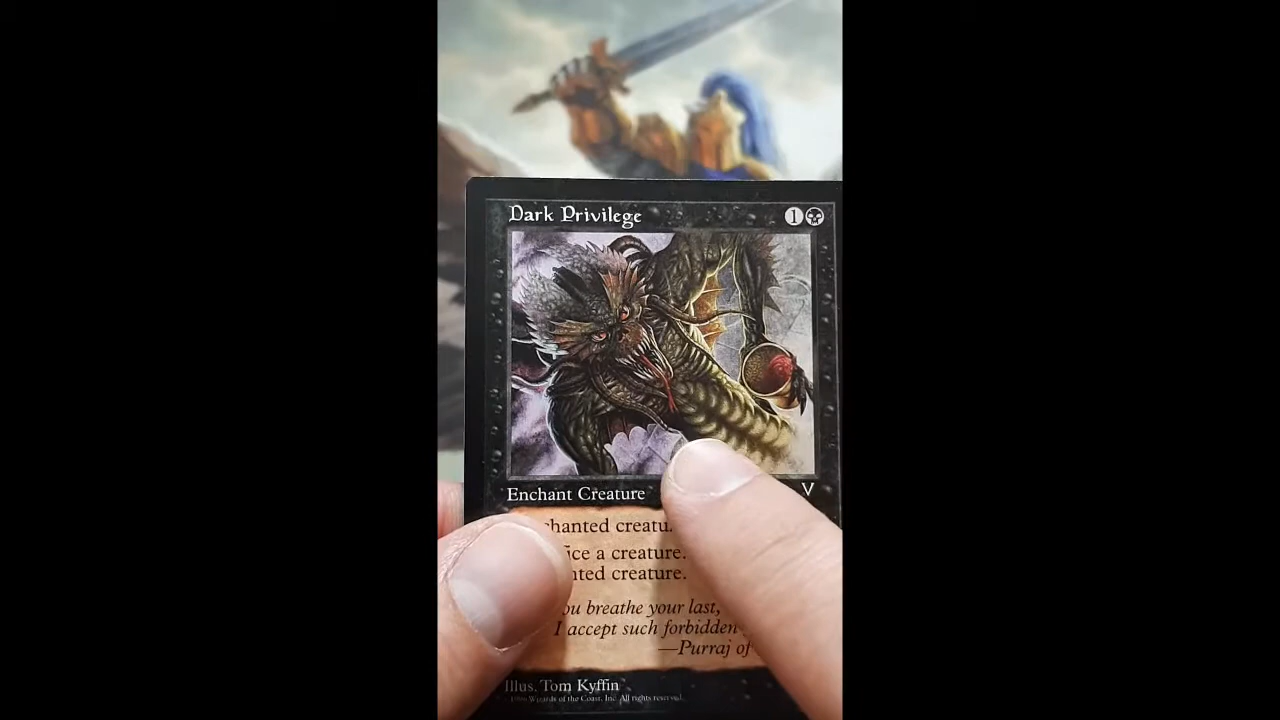 Dark Privilege 1
Enchant Creature V
chanted creatu
ice a creature.
nted creature.
ou breathe your last,
I accept such forbidden
—Purraj of
Illus. Tom Kyffin
1996 Wizards of the Coast, Inc. All rights reserved.